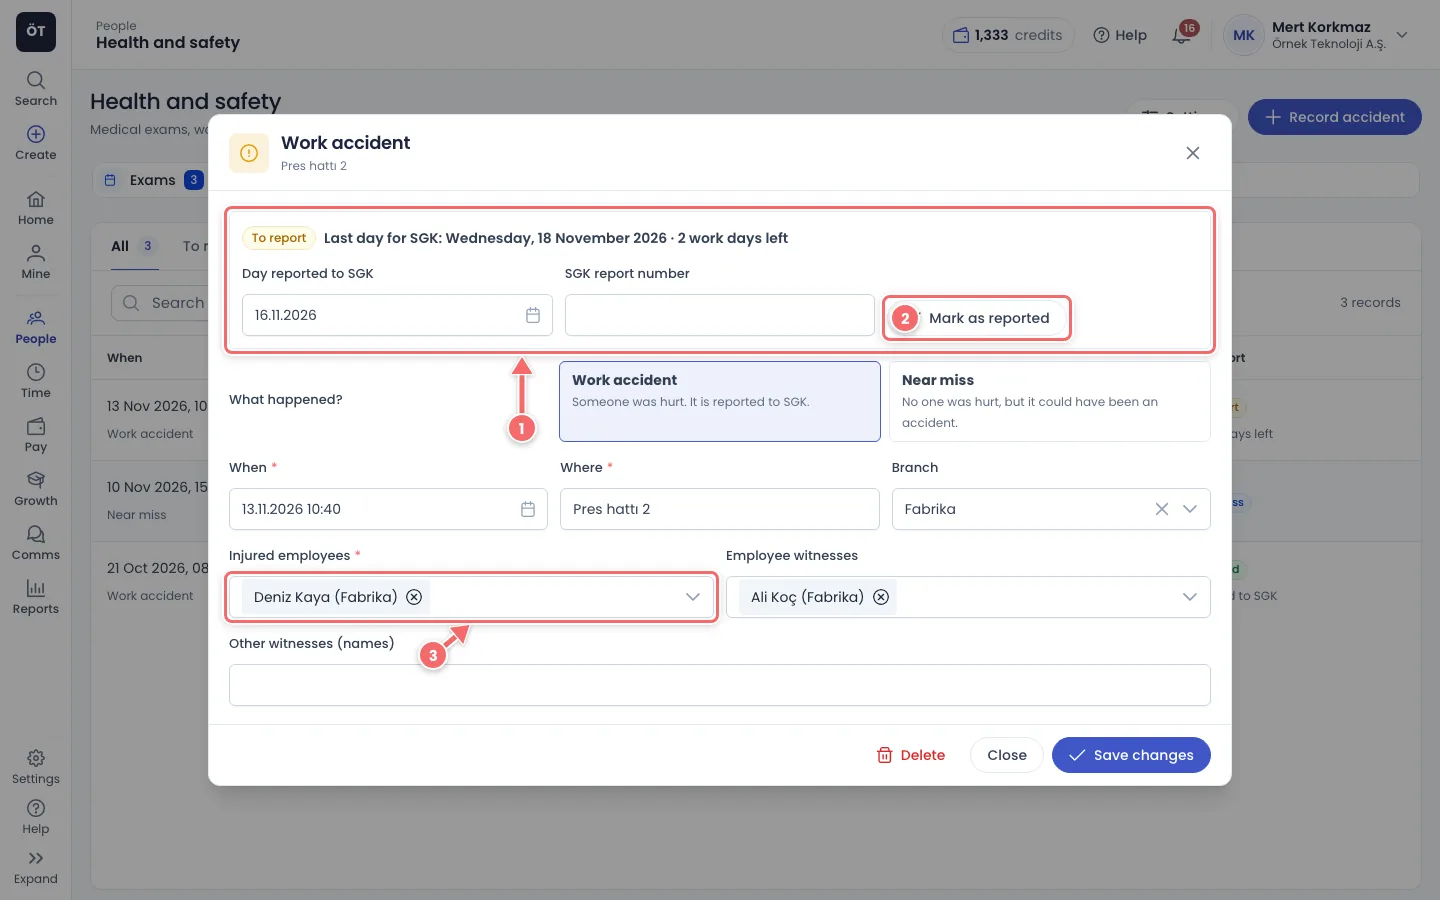 ÖT
People
Health and safety
1,333 credits
Help
16
MK
Mert Korkmaz
Örnek Teknoloji A.Ş.
Search
Create
Home
Mine
People
Time
Pay
Growth
Comms
Reports
Settings
Help
Expand
Health and safety
Medical exams, wo
Record accident
Exams 3
All 3
To r
Search
3 records
When
13 Nov 2026, 10
Work accident
10 Nov 2026, 15
Near miss
21 Oct 2026, 08
Work accident
ort
rt
ays left
ss
d
d to SGK
Work accident
Pres hattı 2
To report
Last day for SGK: Wednesday, 18 November 2026 · 2 work days left
Day reported to SGK
SGK report number
16.11.2026
2
Mark as reported
1
What happened?
Work accident
Someone was hurt. It is reported to SGK.
Near miss
No one was hurt, but it could have been an
accident.
When *
Where *
Branch
13.11.2026 10:40
Pres hattı 2
Fabrika
Injured employees *
Employee witnesses
Deniz Kaya (Fabrika)
Ali Koç (Fabrika)
3
Other witnesses (names)
Delete
Close
Save changes